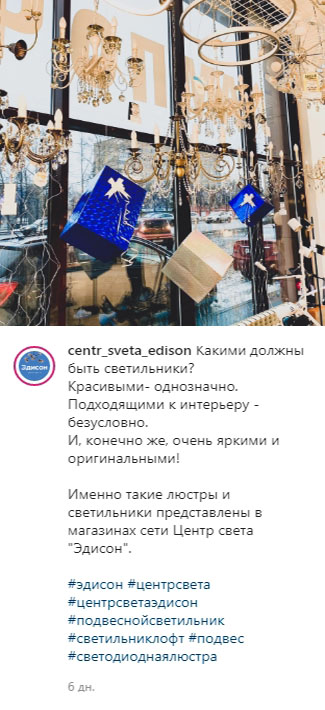 centr_sveta_edison Какими должны
быть светильники?
Красивыми- однозначно.
Подходящими к интерьеру -
безусловно.
И, конечно же, очень яркими и
оригинальными!
Именно такие люстры и
светильники представлены в
магазинах сети Центр света
"Эдисон".
#эдисон #центрсвета
#центрсветаэдисон
#подвеснойсветильник
#светильниклофт #подвес
#светодиоднаялюстра
6 дн.
Эдисон